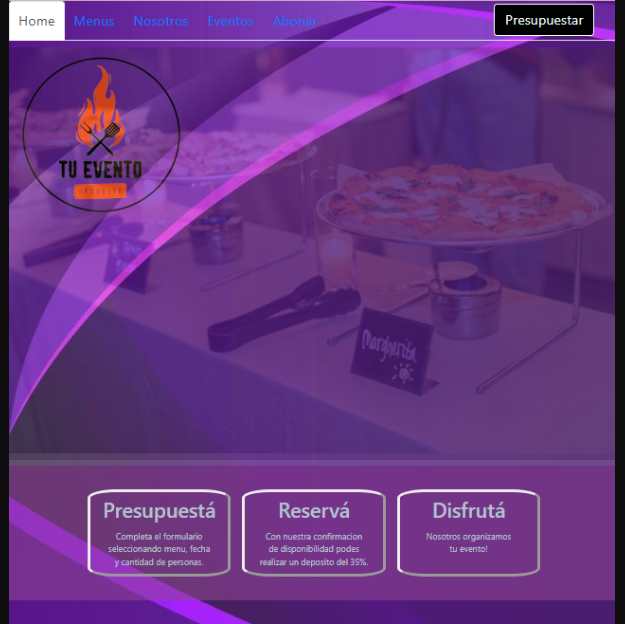 Home Menus Nosotros Eventos Abonar Presupuestar
TU EVENTO
RESUELTO
Margherita
Presupuestá
Completa el formulario
seleccionando menu, fecha
y cantidad de personas.
Reservá
Con nuestra confirmacion
de disponibilidad podes
realizar un deposito del 35%.
Disfrutá
Nosotros organizamos
tu evento!